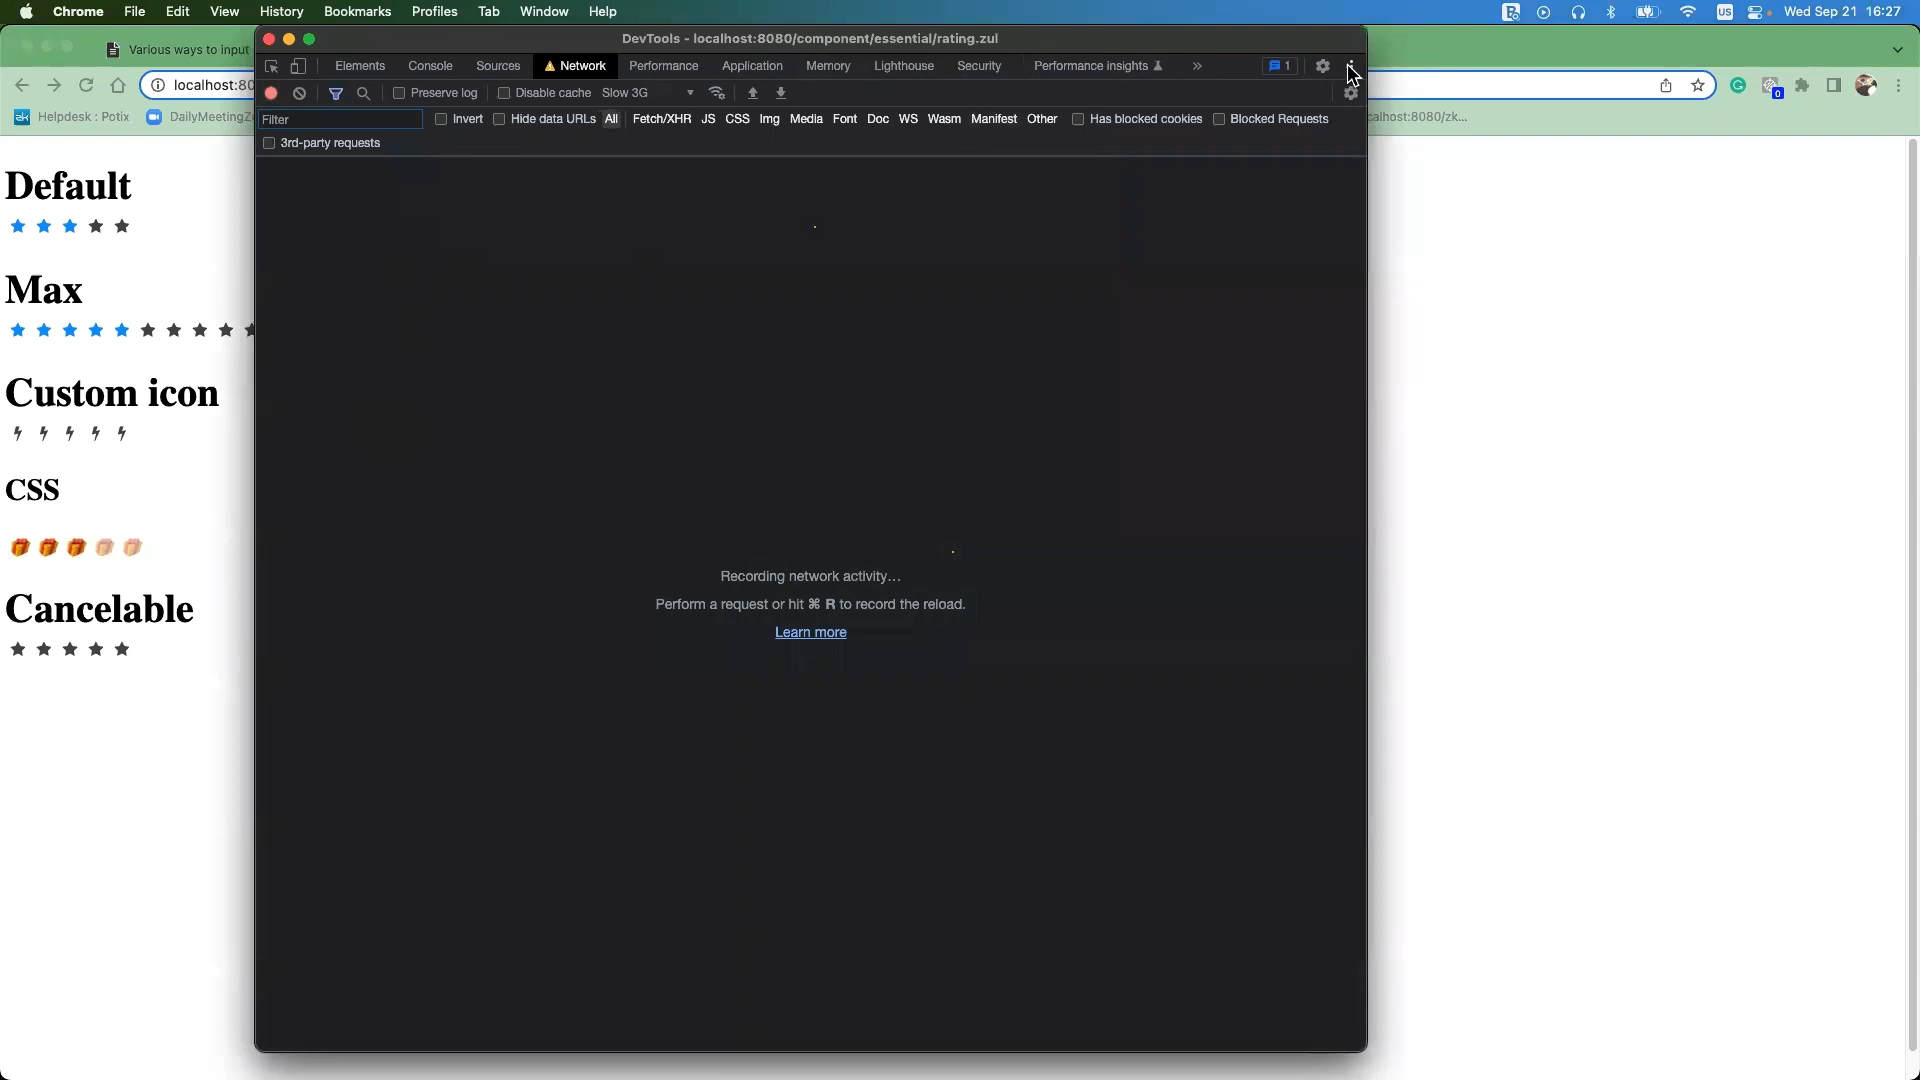 Chrome File Edit View History Bookmarks Profiles Tab Window Help US Wed Sep 21 16:27
Various ways to input
DevTools - localhost:8080/component/essential/rating.zul
Elements Console Sources Network Performance Application Memory Lighthouse Security Performance insights » 1
localhost:80
Preserve log Disable cache Slow 3G
0
Helpdesk : Potix DailyMeetingZ
Filter Invert Hide data URLs All Fetch/XHR JS CSS Img Media Font Doc WS Wasm Manifest Other Has blocked cookies Blocked Requests
alhost:8080/zk...
3rd-party requests
Default
Max
Custom icon
CSS
Cancelable
Recording network activity...
Perform a request or hit ⌘ R to record the reload.
Learn more